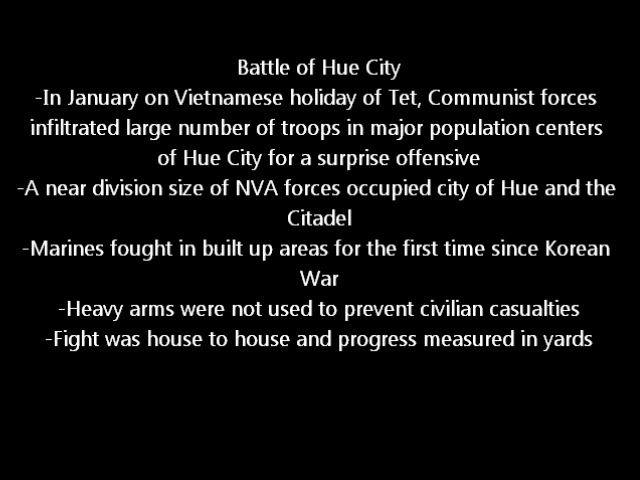 Battle of Hue City
-In January on Vietnamese holiday of Tet, Communist forces
infiltrated large number of troops in major population centers
of Hue City for a surprise offensive
-A near division size of NVA forces occupied city of Hue and the
Citadel
-Marines fought in built up areas for the first time since Korean
War
-Heavy arms were not used to prevent civilian casualties
-Fight was house to house and progress measured in yards